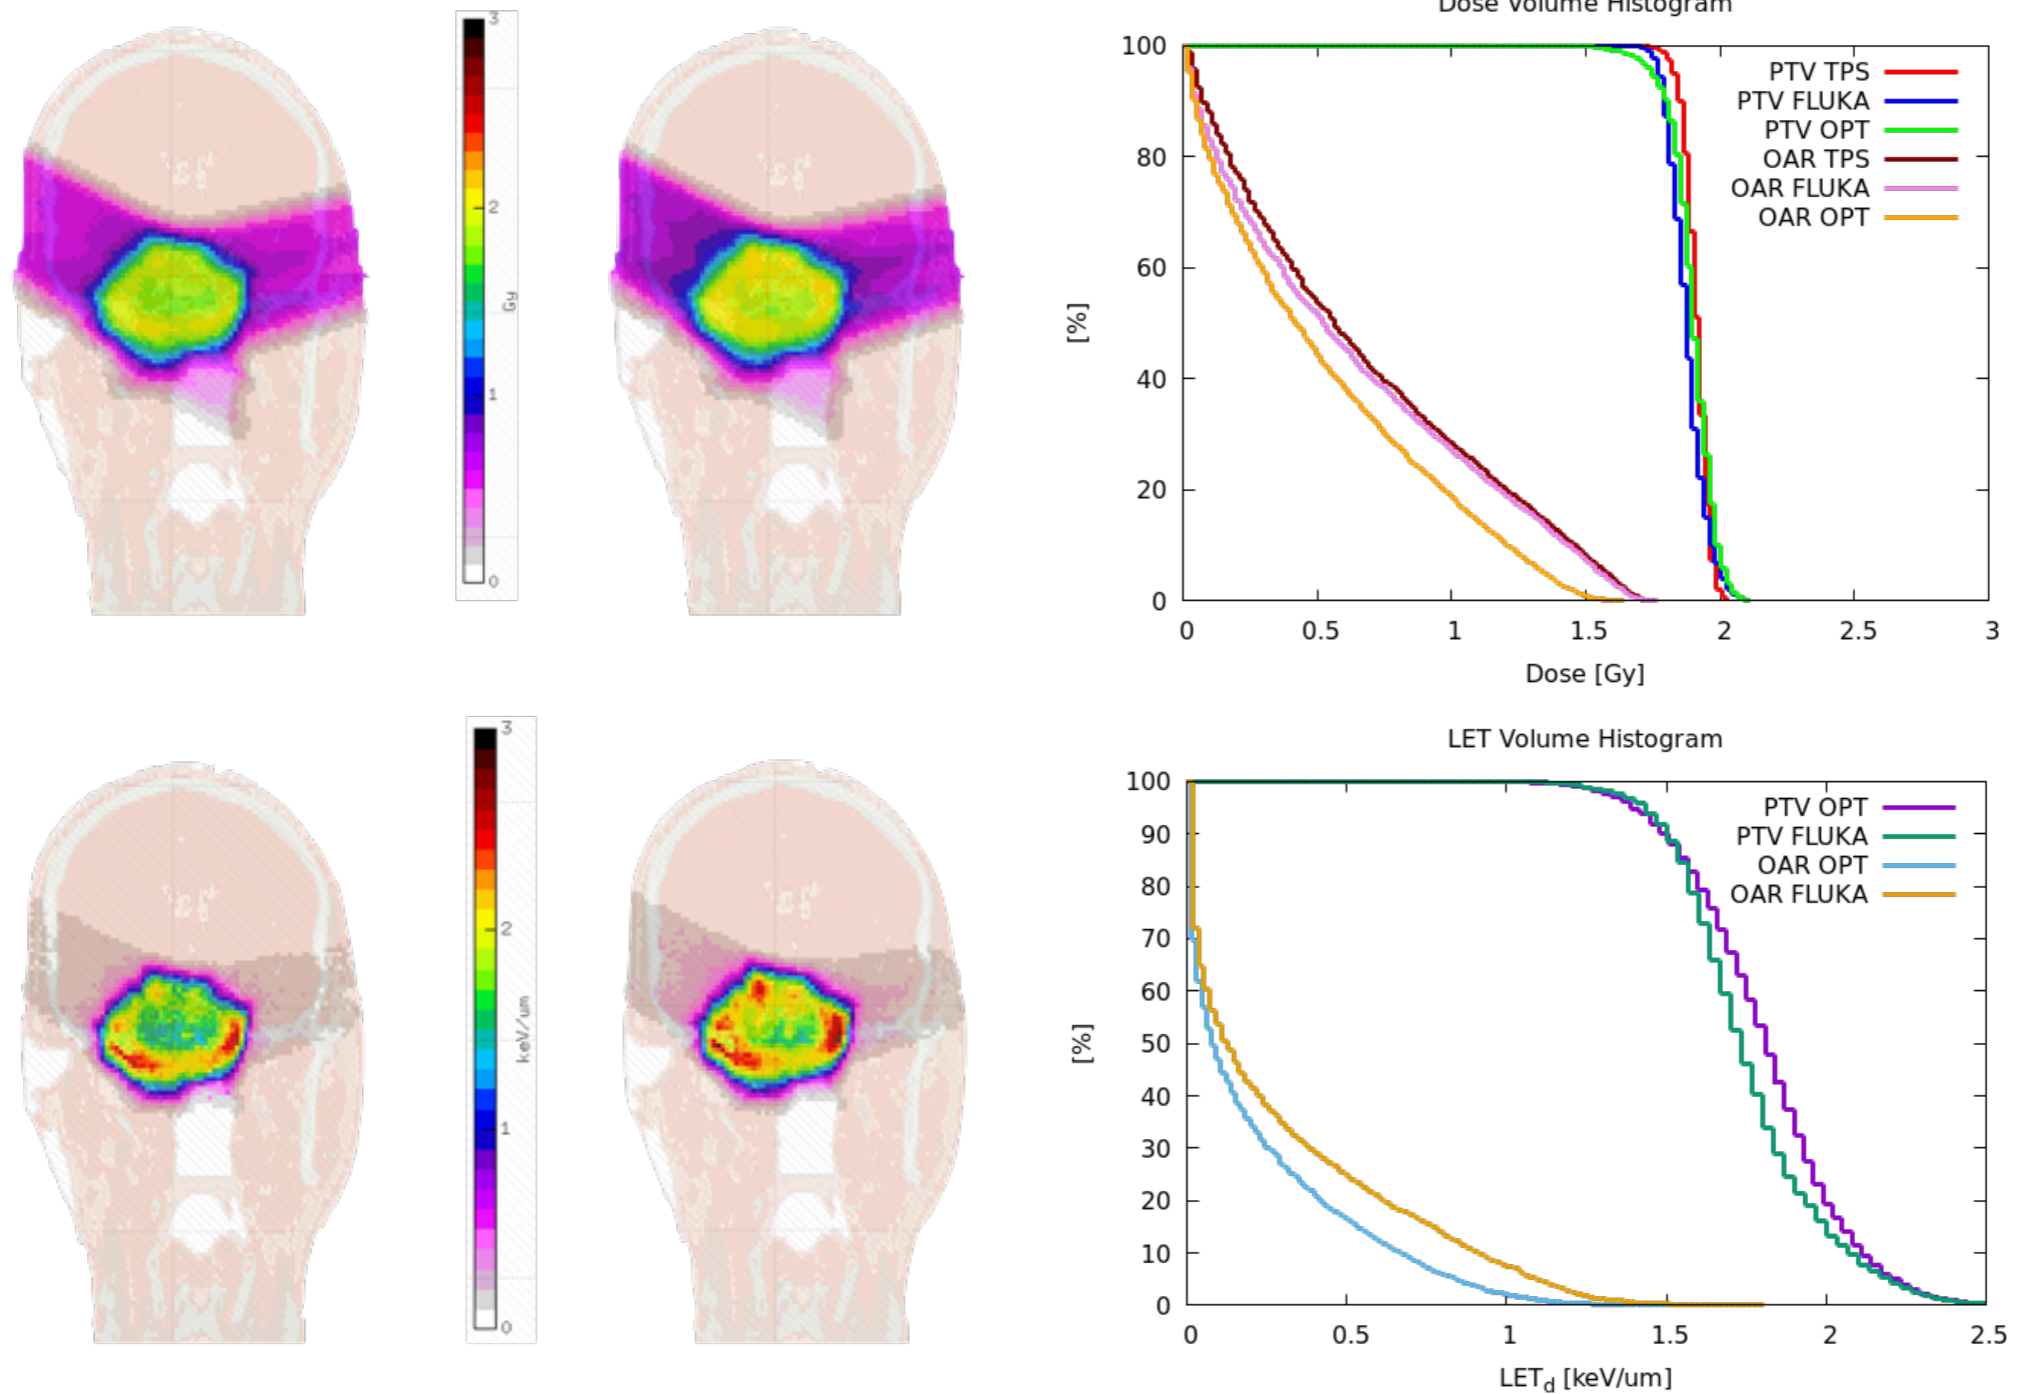 Dose Volume Histogram
3
2
Gy
1
0
100
80
60
40
20
0
[%]
PTV TPS
PTV FLUKA
PTV OPT
OAR TPS
OAR FLUKA
OAR OPT
0 0.5 1 1.5 2 2.5 3
Dose [Gy]
3
2
keV/um
1
0
LET Volume Histogram
100
90
80
70
60
50
40
30
20
10
0
[%]
PTV OPT
PTV FLUKA
OAR OPT
OAR FLUKA
0 0.5 1 1.5 2 2.5
LETd [keV/um]